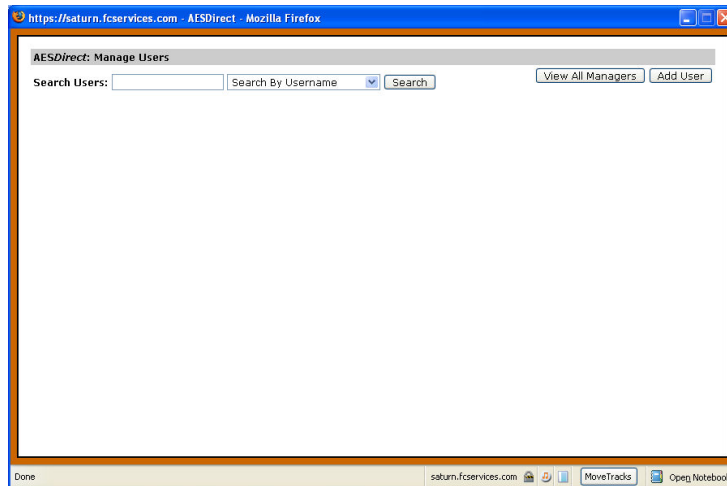 https://saturn.fcservices.com - AESDirect - Mozilla Firefox
AESDirect: Manage Users
Search Users: Search By Username Search View All Managers Add User
Done saturn.fcservices.com MoveTracks Open Notebook